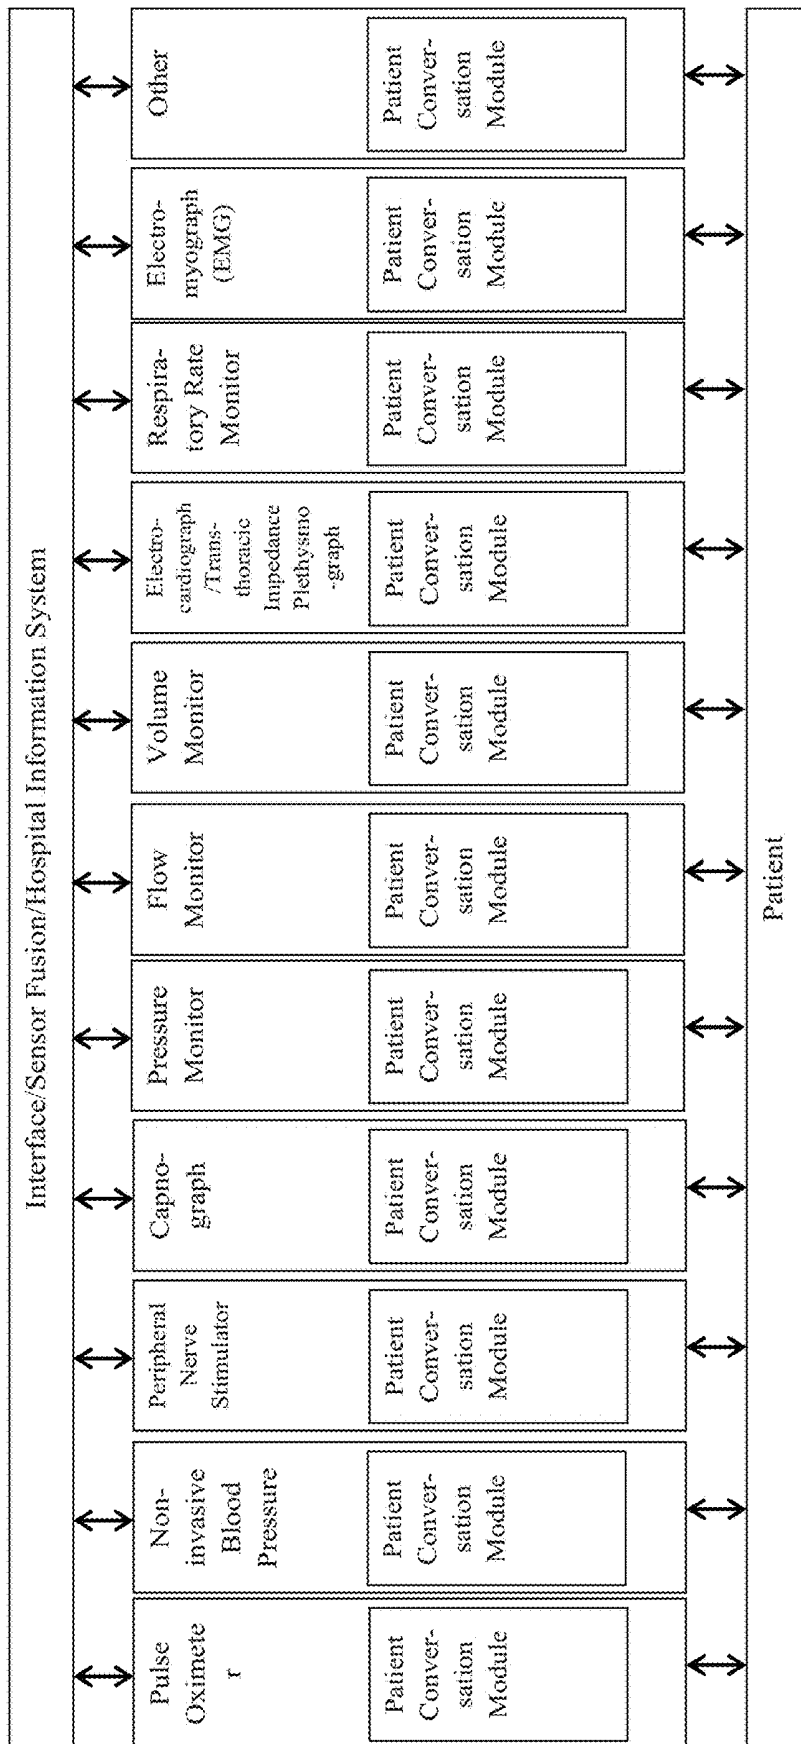 Interface/Sensor Fusion/Hospital Information System
Pulse
Oximete
r
Patient
Conver-
sation
Module
Non-
invasive
Blood
Pressure
Patient
Conver-
sation
Module
Peripheral
Nerve
Stimulator
Patient
Conver-
sation
Module
Capno-
graph
Patient
Conver-
sation
Module
Pressure
Monitor
Patient
Conver-
sation
Module
Flow
Monitor
Patient
Conver-
sation
Module
Volume
Monitor
Patient
Conver-
sation
Module
Electro-
cardiograph
/Trans-
thoracic
Impedance
Plethysmo
-graph
Patient
Conver-
sation
Module
Respira-
tory Rate
Monitor
Patient
Conver-
sation
Module
Electro-
myograph
(EMG)
Patient
Conver-
sation
Module
Other
Patient
Conver-
sation
Module
Patient